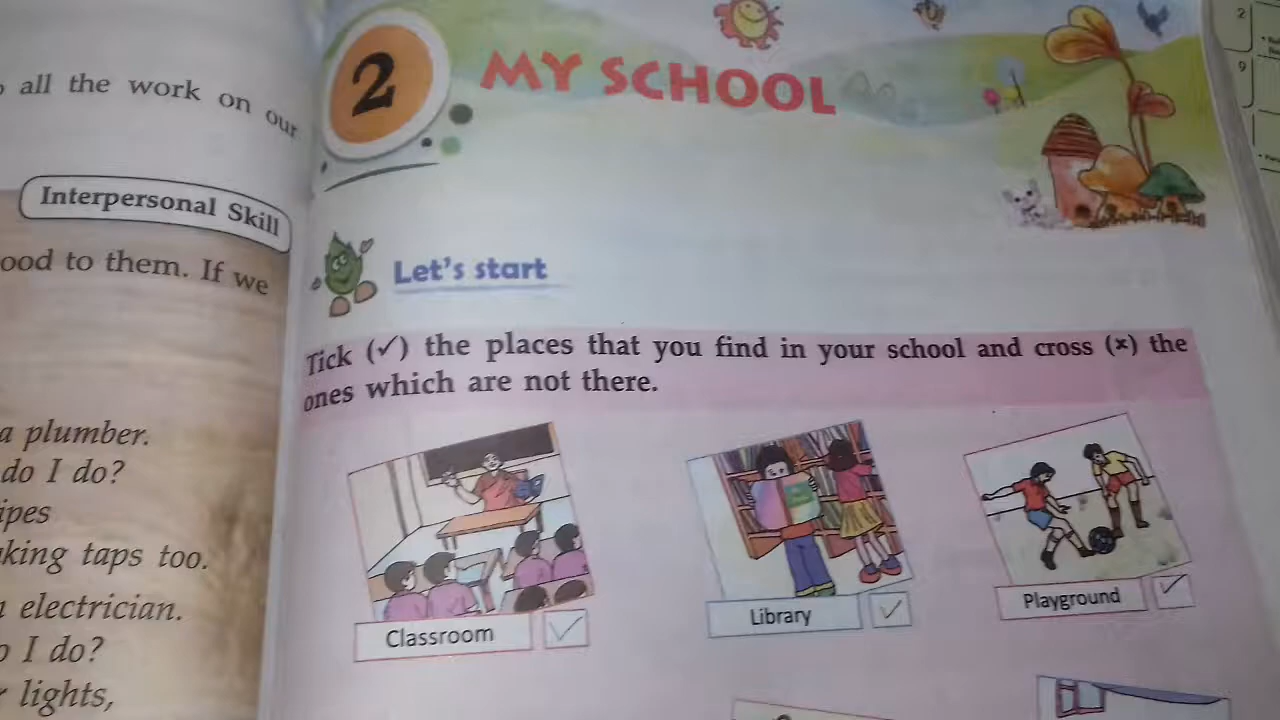 all the work on our
Interpersonal Skill
ood to them. If we
a plumber.
do I do?
ipes
king taps too.
electrician.
I do?
lights,
2
MY SCHOOL
Let's start
Tick (✓) the places that you find in your school and cross (×) the
ones which are not there.
Classroom ✓
Library ✓
Playground ✓
2
9